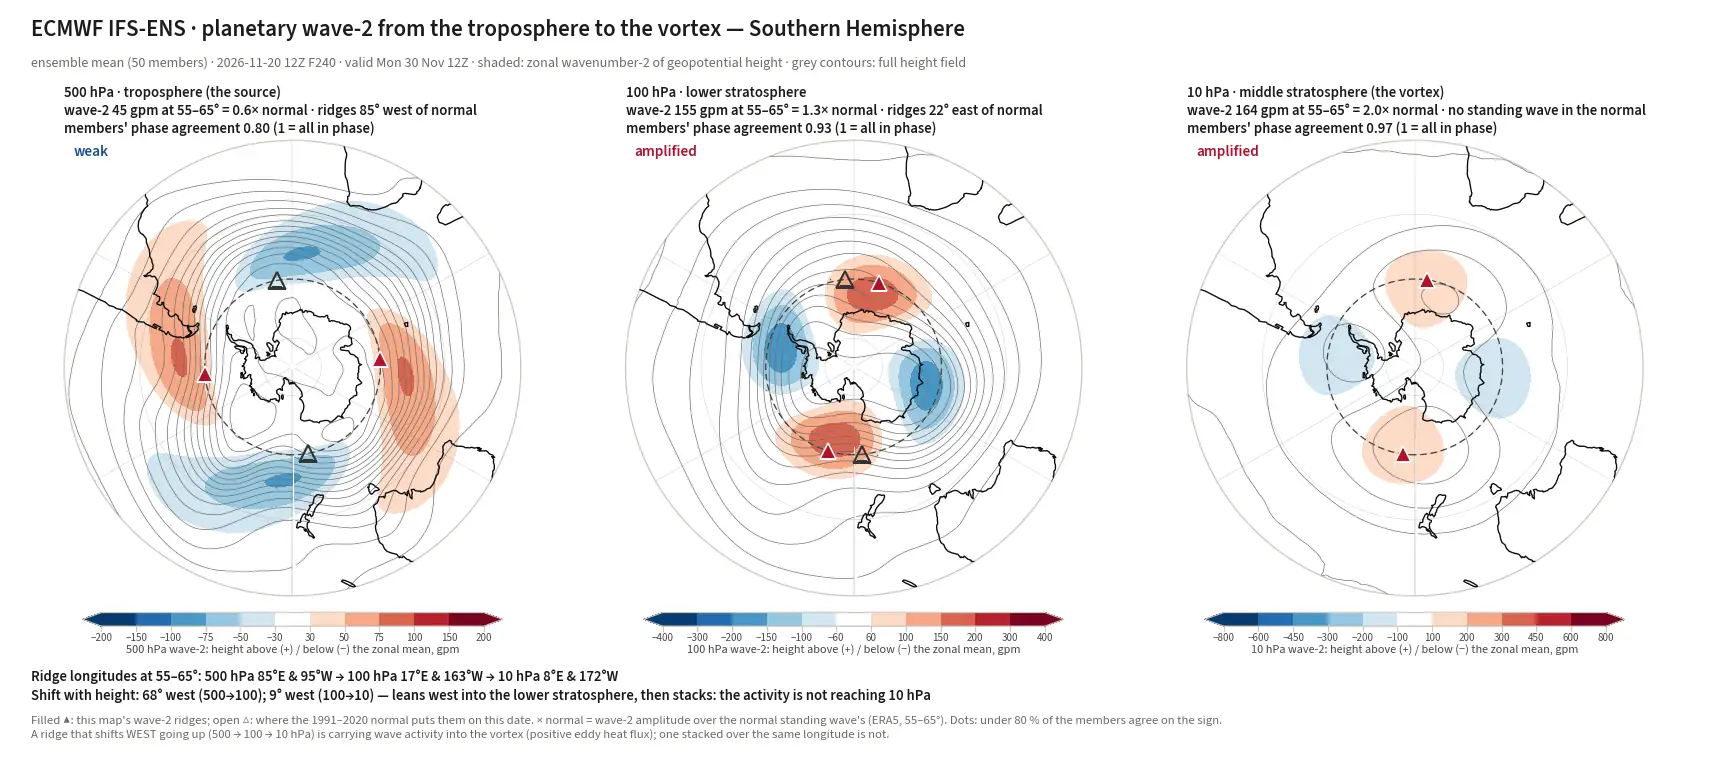 ECMWF IFS-ENS · planetary wave-2 from the troposphere to the vortex — Southern Hemisphere
ensemble mean (50 members) · 2026-11-20 12Z F240 · valid Mon 30 Nov 12Z · shaded: zonal wavenumber-2 of geopotential height · grey contours: full height field
500 hPa · troposphere (the source)
wave-2 45 gpm at 55–65° = 0.6× normal · ridges 85° west of normal
members' phase agreement 0.80 (1 = all in phase)
weak
100 hPa · lower stratosphere
wave-2 155 gpm at 55–65° = 1.3× normal · ridges 22° east of normal
members' phase agreement 0.93 (1 = all in phase)
amplified
10 hPa · middle stratosphere (the vortex)
wave-2 164 gpm at 55–65° = 2.0× normal · no standing wave in the normal
members' phase agreement 0.97 (1 = all in phase)
amplified
−200 −150 −100 −75 −50 −30 30 50 75 100 150 200
500 hPa wave-2: height above (+) / below (−) the zonal mean, gpm
−400 −300 −200 −150 −100 −60 60 100 150 200 300 400
100 hPa wave-2: height above (+) / below (−) the zonal mean, gpm
−800 −600 −450 −300 −200 −100 100 200 300 450 600 800
10 hPa wave-2: height above (+) / below (−) the zonal mean, gpm
Ridge longitudes at 55–65°: 500 hPa 85°E & 95°W → 100 hPa 17°E & 163°W → 10 hPa 8°E & 172°W
Shift with height: 68° west (500→100); 9° west (100→10) — leans west into the lower stratosphere, then stacks: the activity is not reaching 10 hPa
Filled ▲: this map's wave-2 ridges; open △: where the 1991–2020 normal puts them on this date. × normal = wave-2 amplitude over the normal standing wave's (ERA5, 55–65°). Dots: under 80 % of the members agree on the sign.
A ridge that shifts WEST going up (500 → 100 → 10 hPa) is carrying wave activity into the vortex (positive eddy heat flux); one stacked over the same longitude is not.